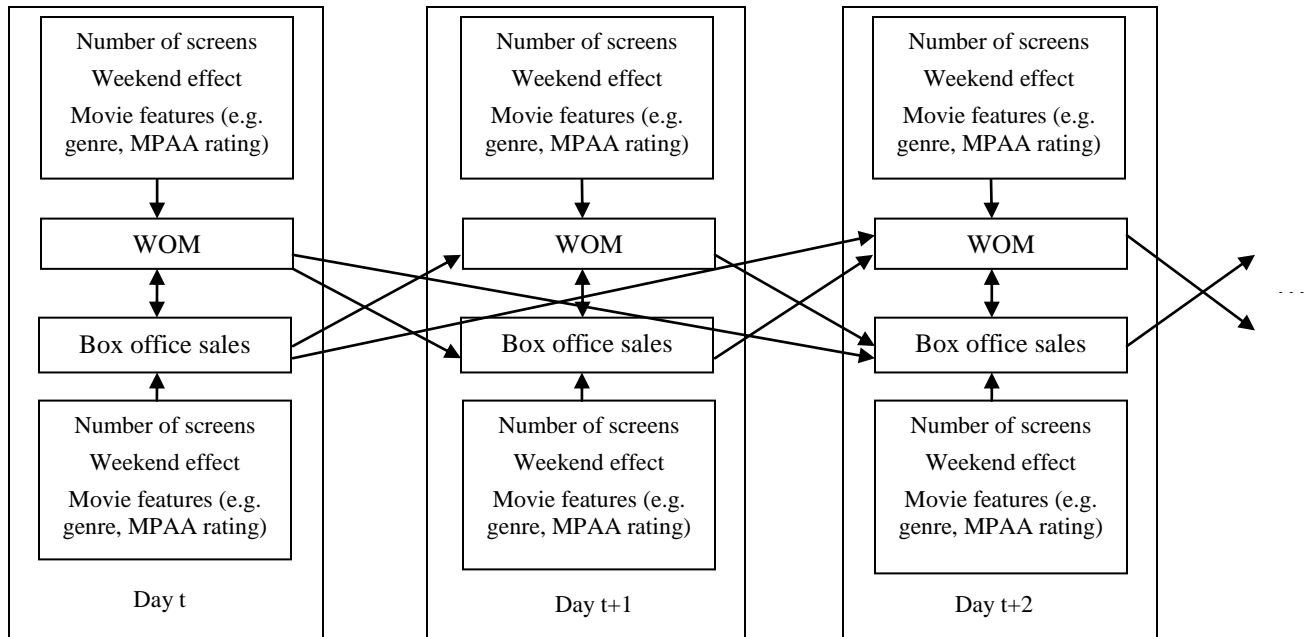 Number of screens
Weekend effect
Movie features (e.g.
genre, MPAA rating)
WOM
Box office sales
Number of screens
Weekend effect
Movie features (e.g.
genre, MPAA rating)
Day t
Number of screens
Weekend effect
Movie features (e.g.
genre, MPAA rating)
WOM
Box office sales
Number of screens
Weekend effect
Movie features (e.g.
genre, MPAA rating)
Day t+1
Number of screens
Weekend effect
Movie features (e.g.
genre, MPAA rating)
WOM
Box office sales
Number of screens
Weekend effect
Movie features (e.g.
genre, MPAA rating)
Day t+2
...